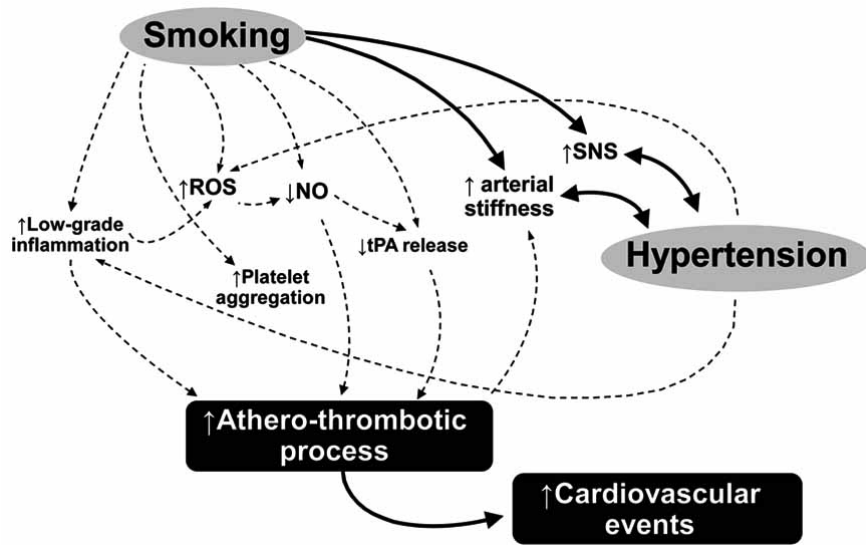 Smoking
↑SNS
↑ROS
↓NO
↑ arterial
stiffness
↑Low-grade
inflammation
↓tPA release
Hypertension
↑Platelet
aggregation
↑Athero-thrombotic
process
↑Cardiovascular
events